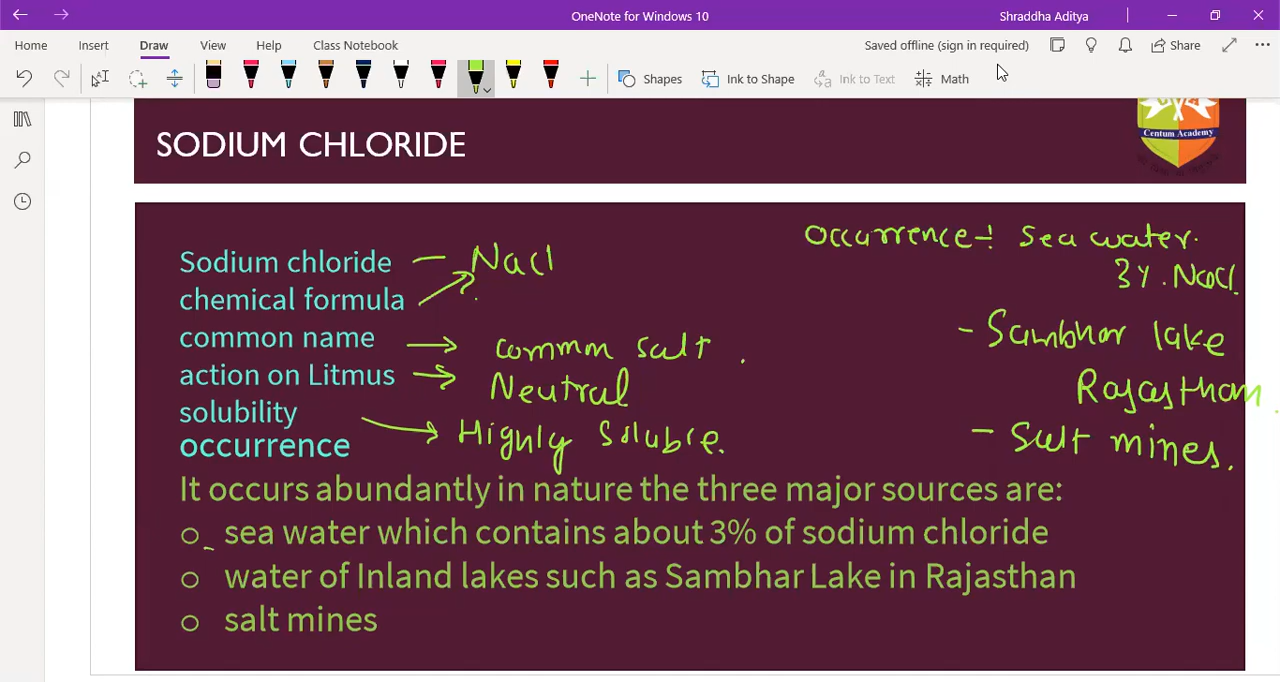 OneNote for Windows 10
Shraddha Aditya
Home Insert Draw View Help Class Notebook
Saved offline (sign in required)
Share
Shapes Ink to Shape Ink to Text Math
SODIUM CHLORIDE
Centum Academy
Sodium chloride — NaCl
chemical formula
common name → common salt.
action on Litmus → Neutral
solubility → Highly Soluble.
occurrence
Occurrence -: sea water.
3%. NaCl.
- Sambhar lake
Rajasthan.
- Salt mines.
It occurs abundantly in nature the three major sources are:
o sea water which contains about 3% of sodium chloride
o water of Inland lakes such as Sambhar Lake in Rajasthan
o salt mines